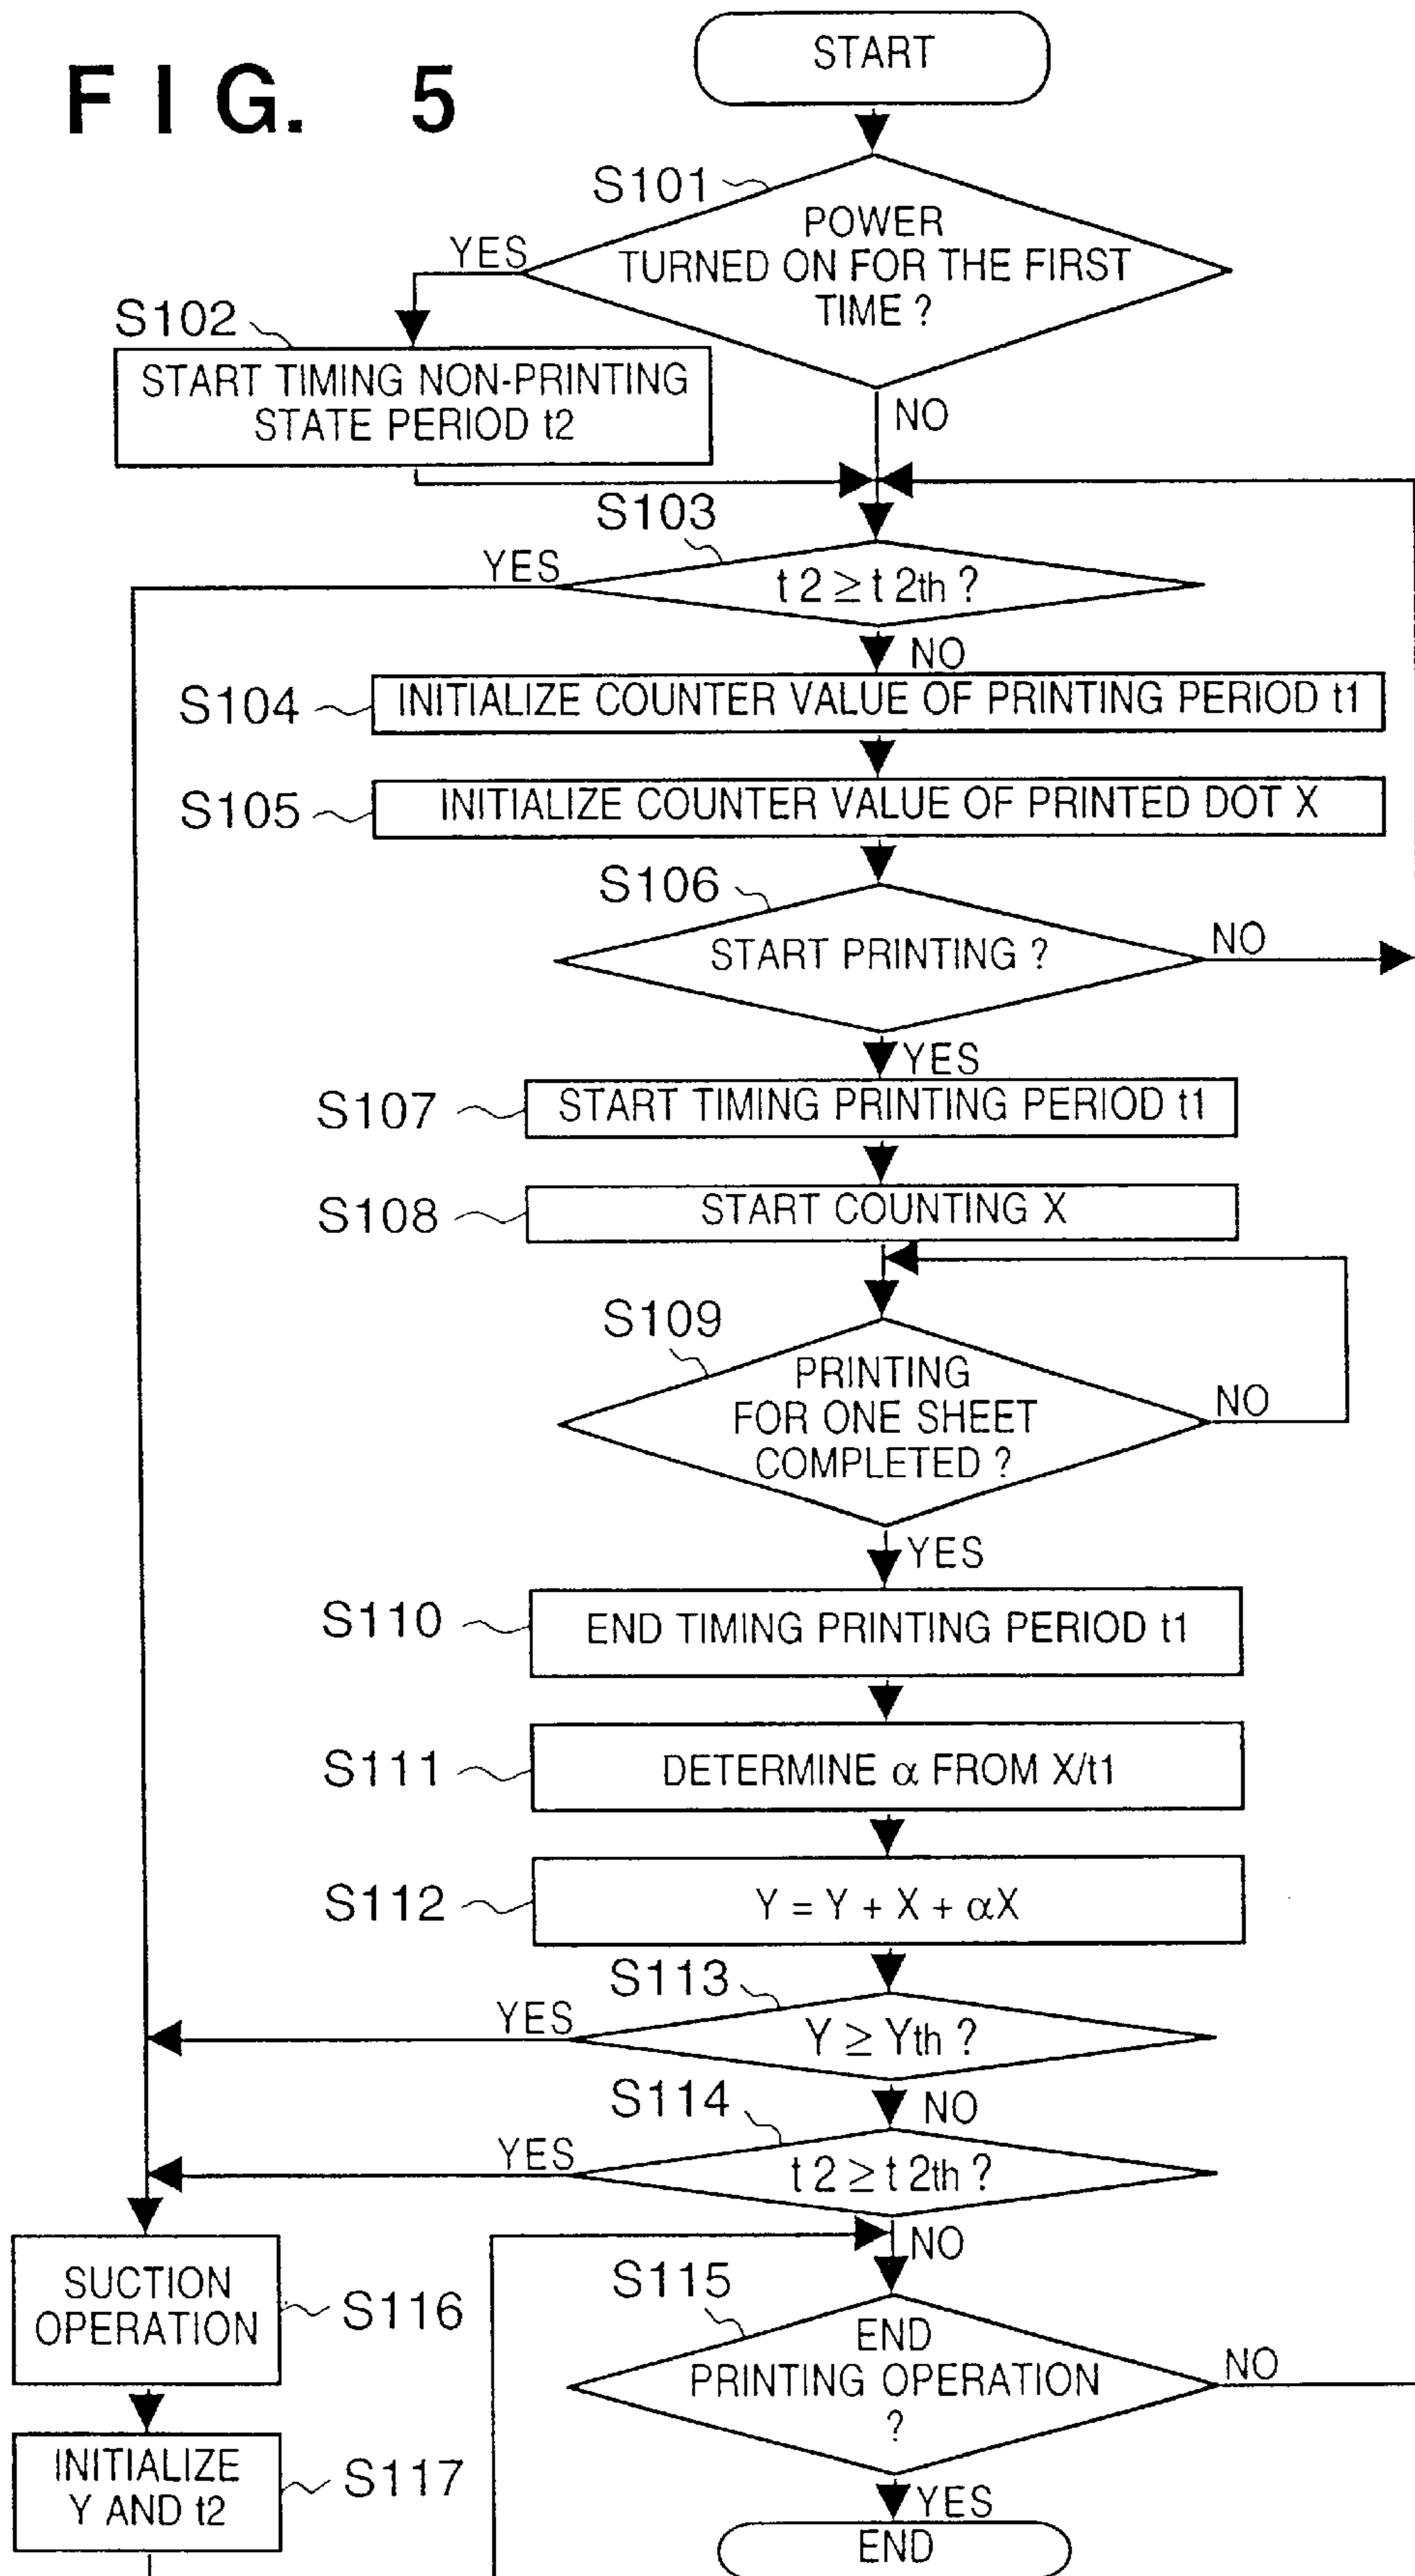 FIG. 5
START
S101
POWER
TURNED ON FOR THE FIRST
TIME ?
YES
NO
S102
START TIMING NON-PRINTING
STATE PERIOD t2
S103
t 2 ≥ t 2th ?
YES
NO
S104
INITIALIZE COUNTER VALUE OF PRINTING PERIOD t1
S105
INITIALIZE COUNTER VALUE OF PRINTED DOT X
S106
START PRINTING ?
NO
YES
S107
START TIMING PRINTING PERIOD t1
S108
START COUNTING X
S109
PRINTING
FOR ONE SHEET
COMPLETED ?
NO
YES
S110
END TIMING PRINTING PERIOD t1
S111
DETERMINE α FROM X/t1
S112
Y = Y + X + αX
S113
Y ≥ Yth ?
YES
NO
S114
t 2 ≥ t 2th ?
YES
NO
S115
END
PRINTING OPERATION
?
NO
YES
END
SUCTION
OPERATION
S116
INITIALIZE
Y AND t2
S117